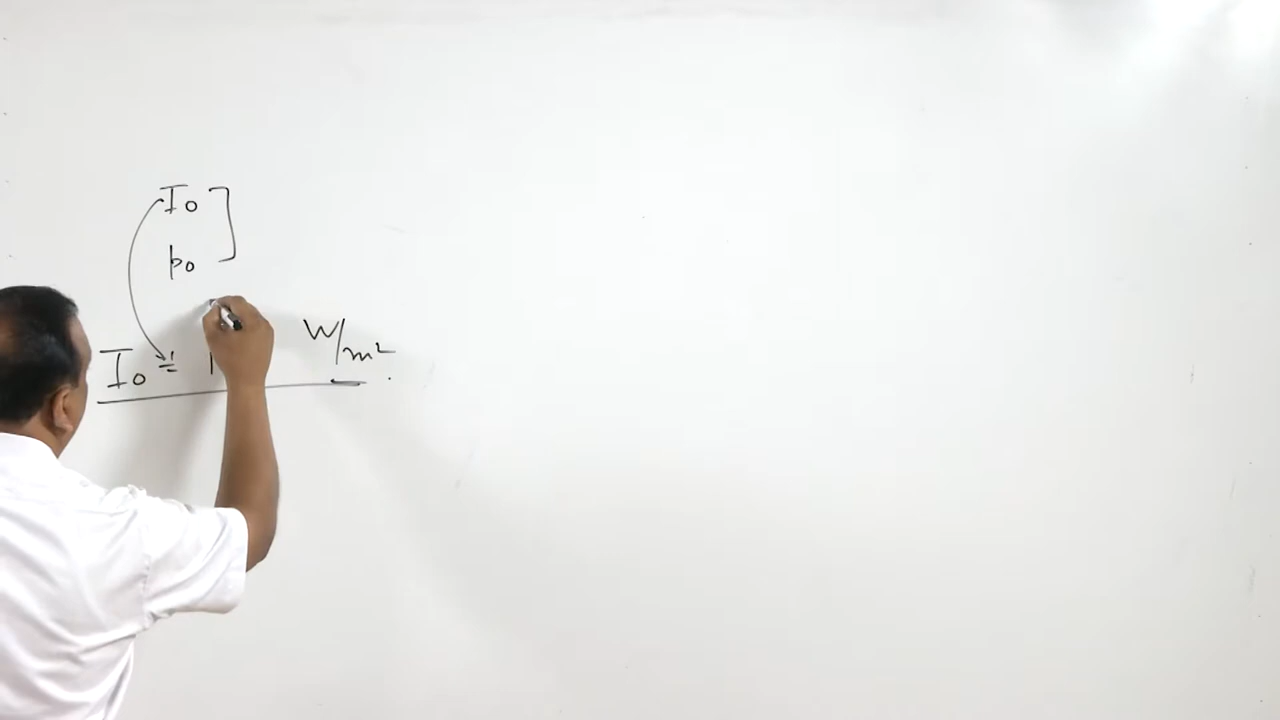 I₀
p₀
I₀ ≐ 1 W/m²